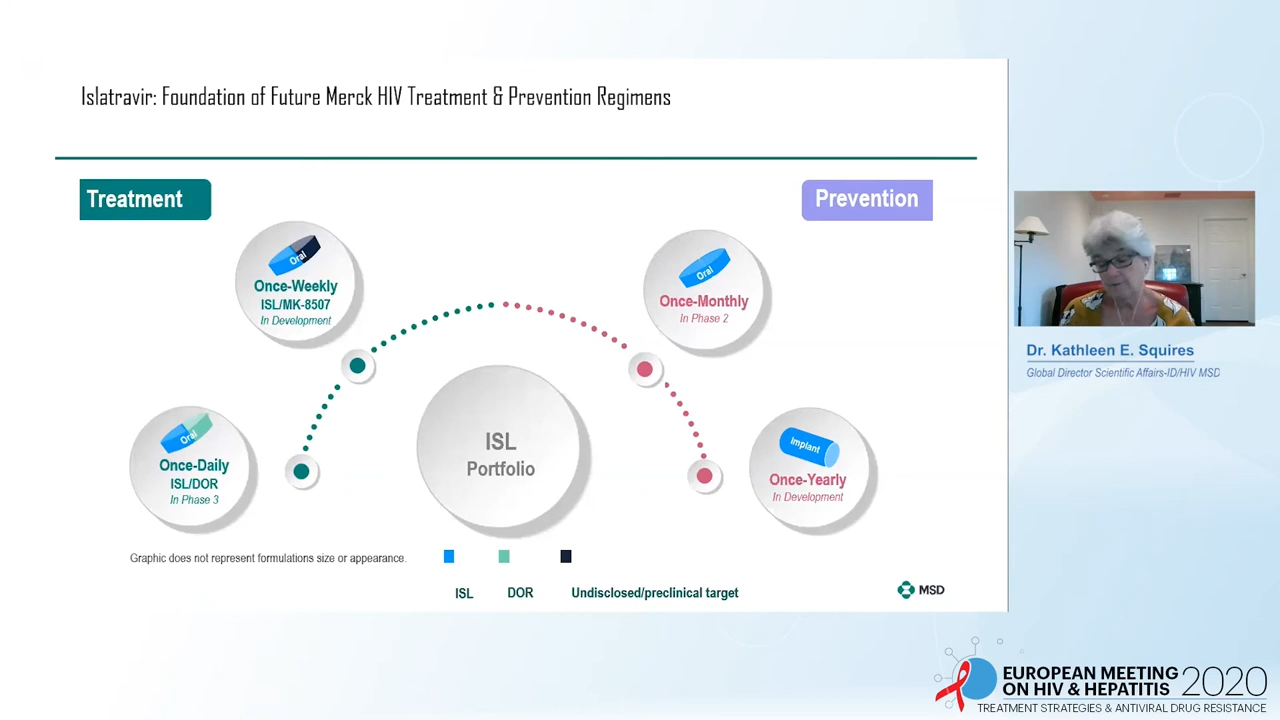 Islatravir: Foundation of Future Merck HIV Treatment & Prevention Regimens
Treatment
Prevention
Oral
Once-Weekly
ISL/MK-8507
In Development
Oral
Once-Monthly
In Phase 2
Oral
Once-Daily
ISL/DOR
In Phase 3
ISL
Portfolio
Implant
Once-Yearly
In Development
Graphic does not represent formulations size or appearance.
ISL
DOR
Undisclosed/preclinical target
MSD
Dr. Kathleen E. Squires
Global Director Scientific Affairs-ID/HIV MSD
EUROPEAN MEETING
ON HIV & HEPATITIS 2020
TREATMENT STRATEGIES & ANTIVIRAL DRUG RESISTANCE